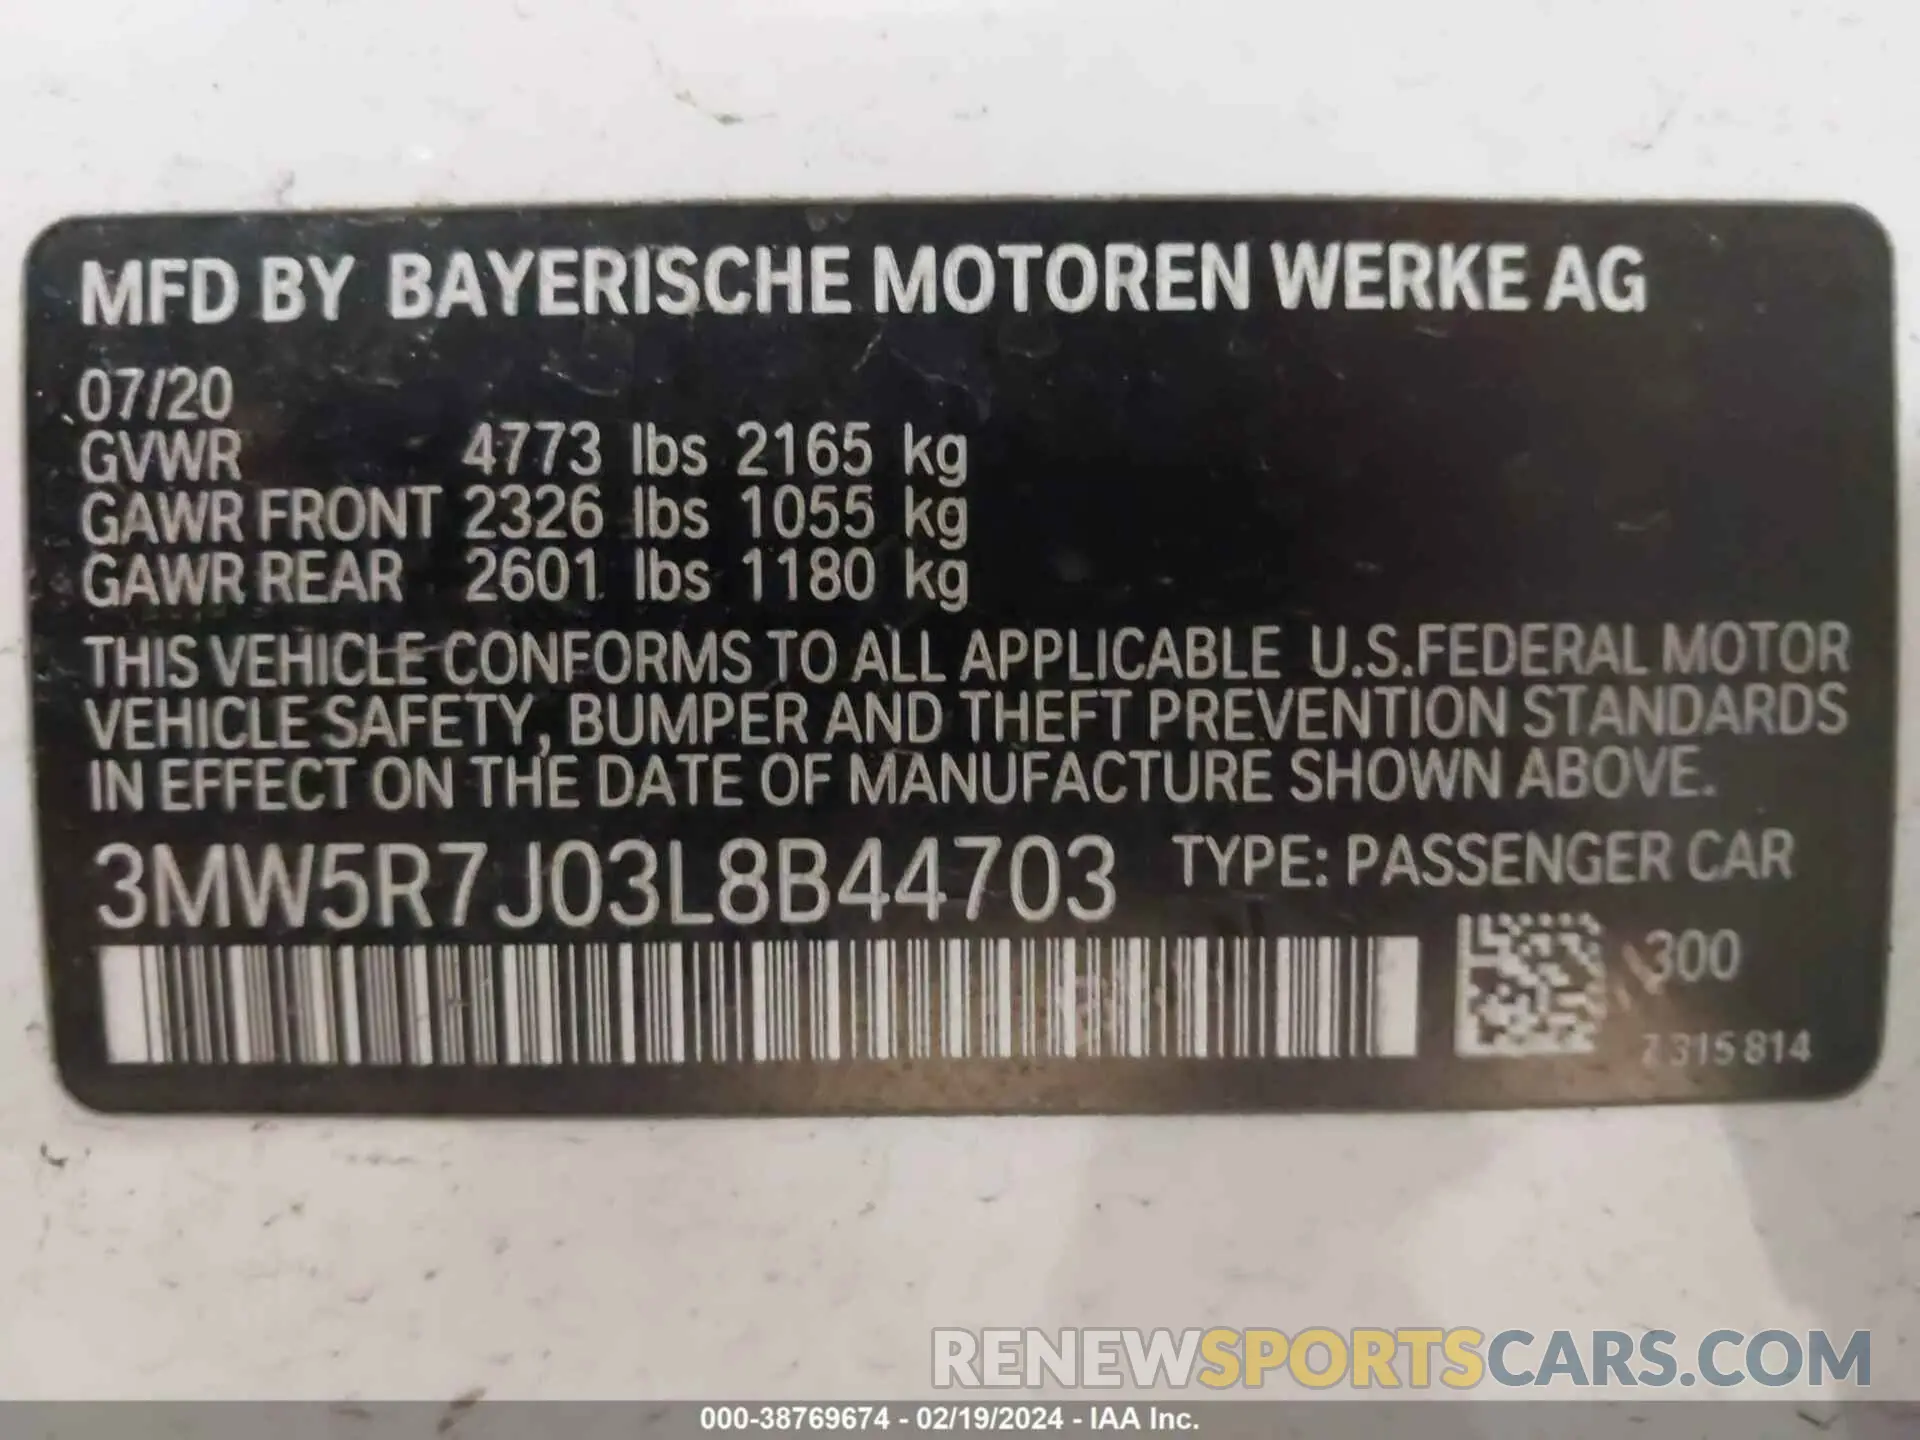 MFD BY BAYERISCHE MOTOREN WERKE AG
07/20
GVWR 4773 lbs 2165 kg
GAWR FRONT 2326 lbs 1055 kg
GAWR REAR 2601 lbs 1180 kg
THIS VEHICLE CONFORMS TO ALL APPLICABLE U.S.FEDERAL MOTOR
VEHICLE SAFETY, BUMPER AND THEFT PREVENTION STANDARDS
IN EFFECT ON THE DATE OF MANUFACTURE SHOWN ABOVE.
3MW5R7J03L8B44703 TYPE: PASSENGER CAR
300
7315814
RENEWSPORTSCARS.COM
000-38769674 - 02/19/2024 - IAA Inc.